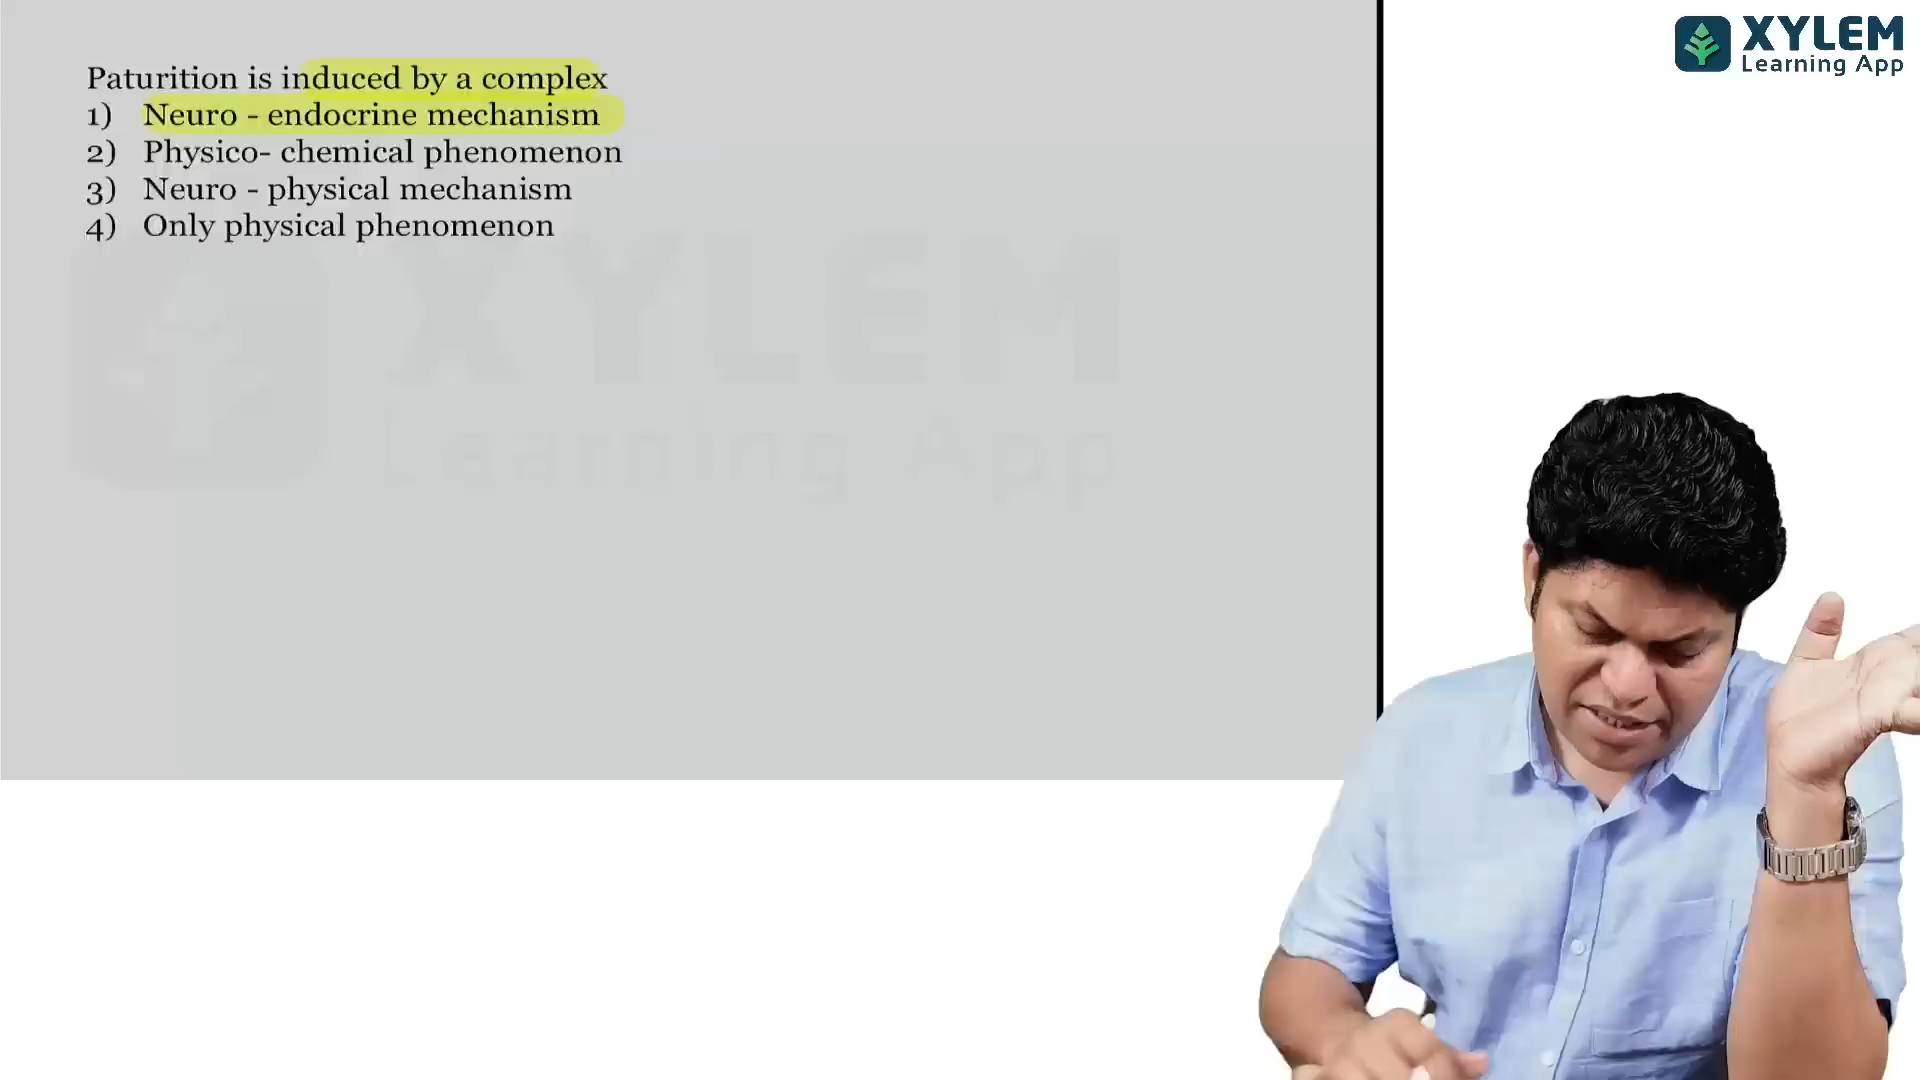 XYLEM
Learning App
Paturition is induced by a complex
1) Neuro - endocrine mechanism
2) Physico- chemical phenomenon
3) Neuro - physical mechanism
4) Only physical phenomenon
XYLEM
Learning App